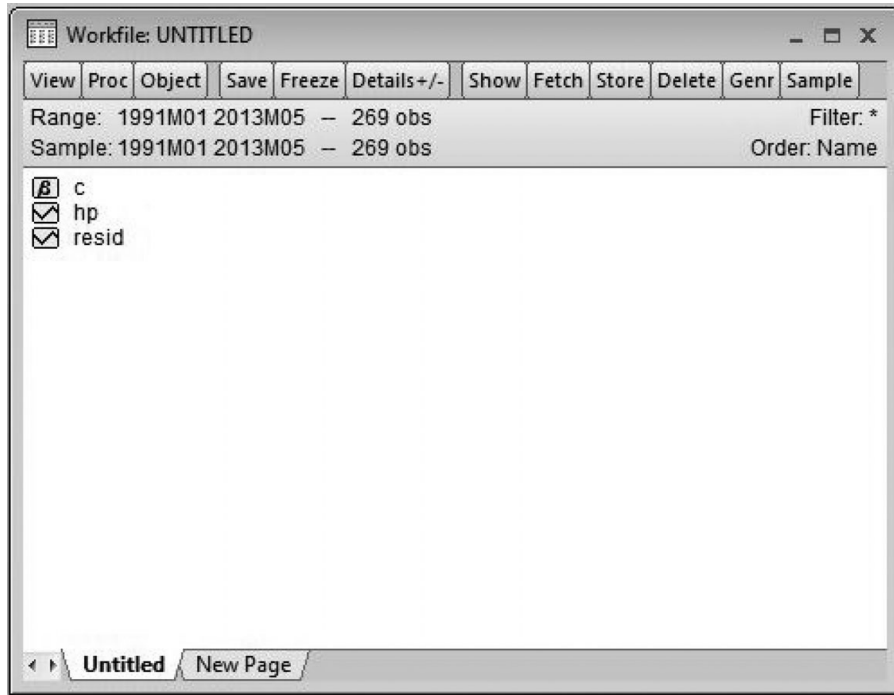 Workfile: UNTITLED
View Proc Object Save Freeze Details+/- Show Fetch Store Delete Genr Sample
Range: 1991M01 2013M05 -- 269 obs Filter: *
Sample: 1991M01 2013M05 -- 269 obs Order: Name
β c
hp
resid
Untitled New Page